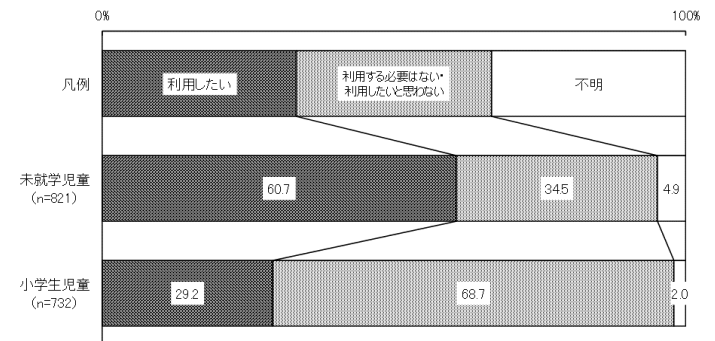 0%
100%
凡例
利用したい
利用する必要はない・
利用したいと思わない
不明
未就学児童
(n=821)
60.7
34.5
4.9
小学生児童
(n=732)
29.2
68.7
2.0